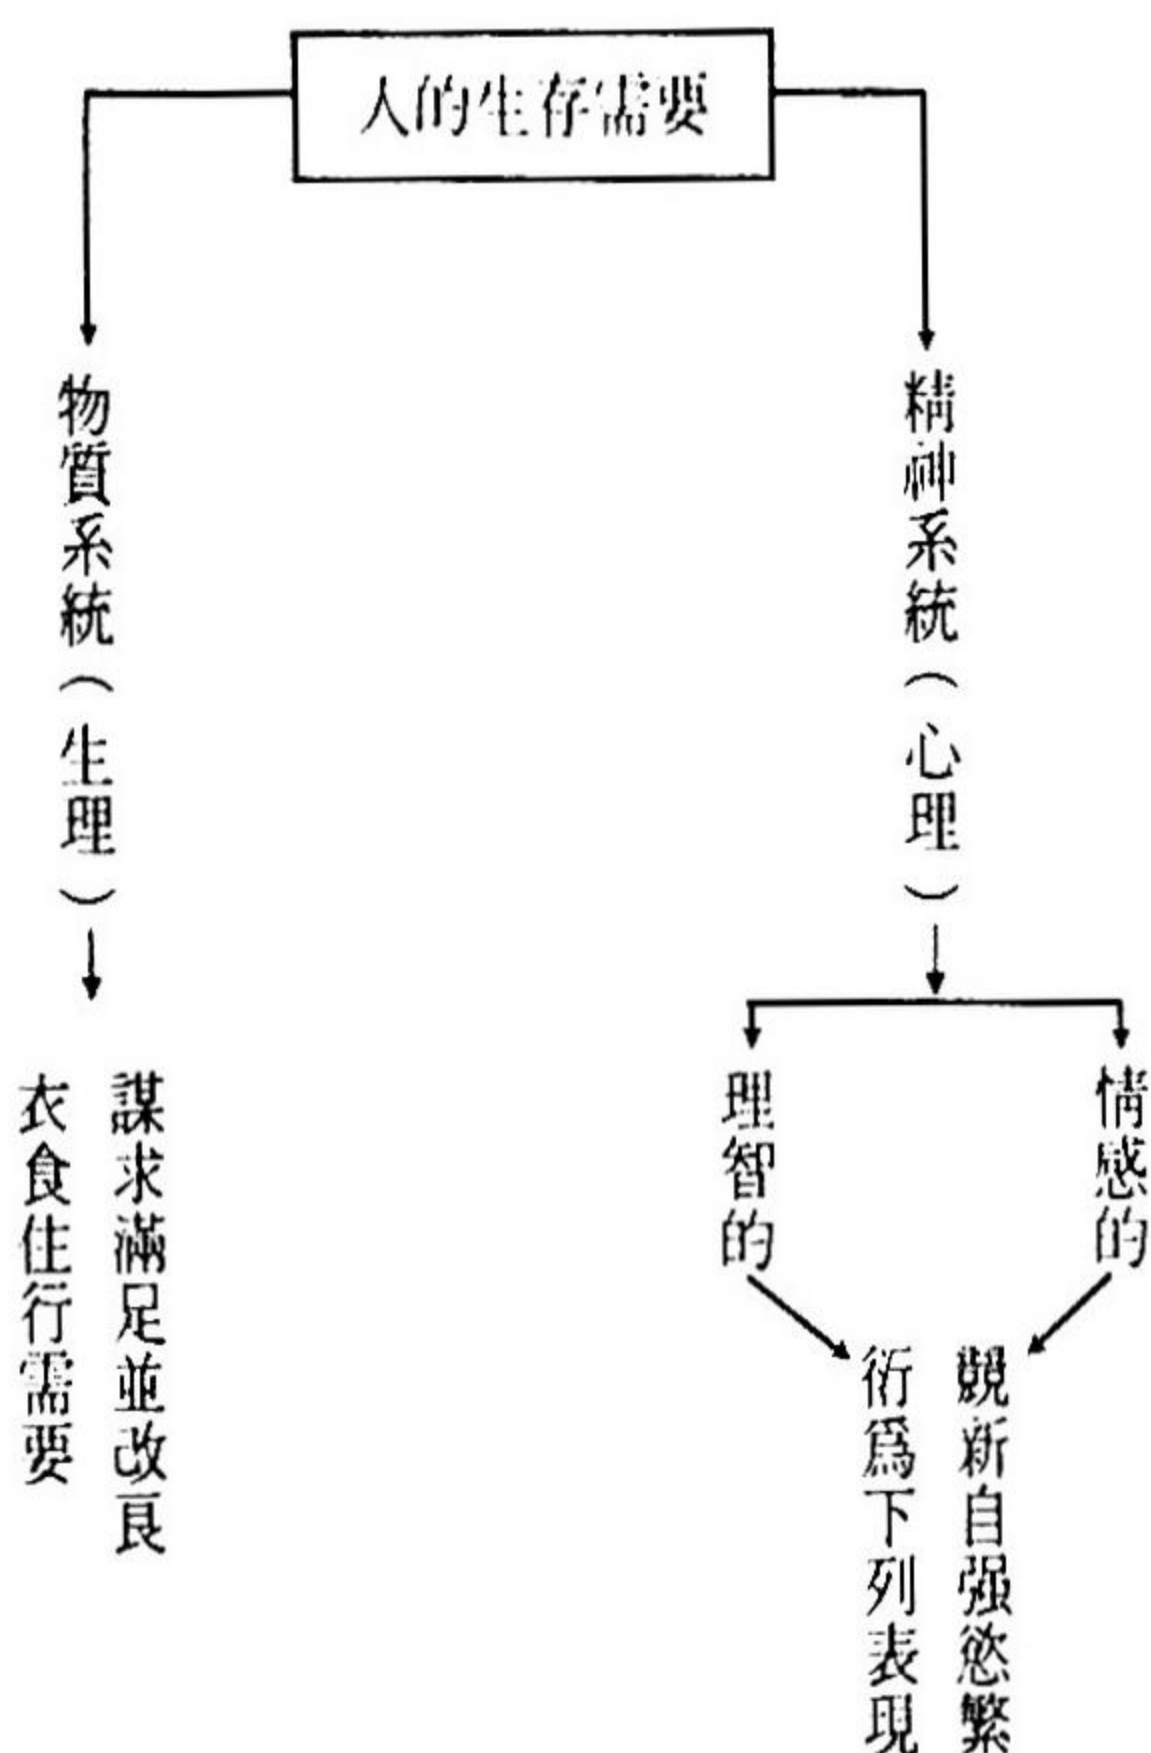 人的生存需要
精神系統(心理)
情感的
理智的
競新自强慾繁
衍爲下列表現
物質系統(生理)
謀求滿足並改良
衣食住行需要